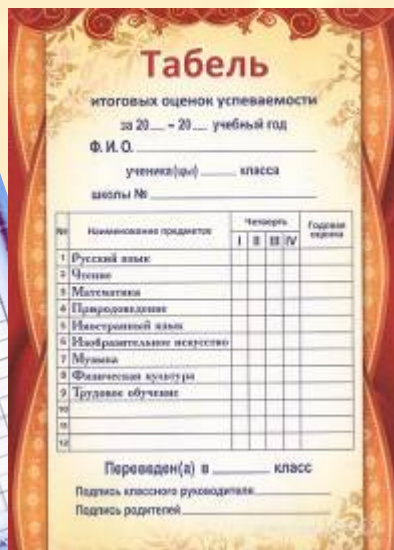 Табель
итоговых оценок успеваемости
за 20__ – 20__ учебный год
Ф. И. О.
ученика(цы) ____ класса
школы №
№ Наименование предметов Четверть Годовая оценка
I II III IV
1 Русский язык
2 Чтение
3 Математика
4 Природоведение
5 Иностранный язык
6 Изобразительное искусство
7 Музыка
8 Физическая культура
9 Трудовое обучение
10
11
12
Переведен(а) в ______ класс
Подпись классного руководителя
Подпись родителей